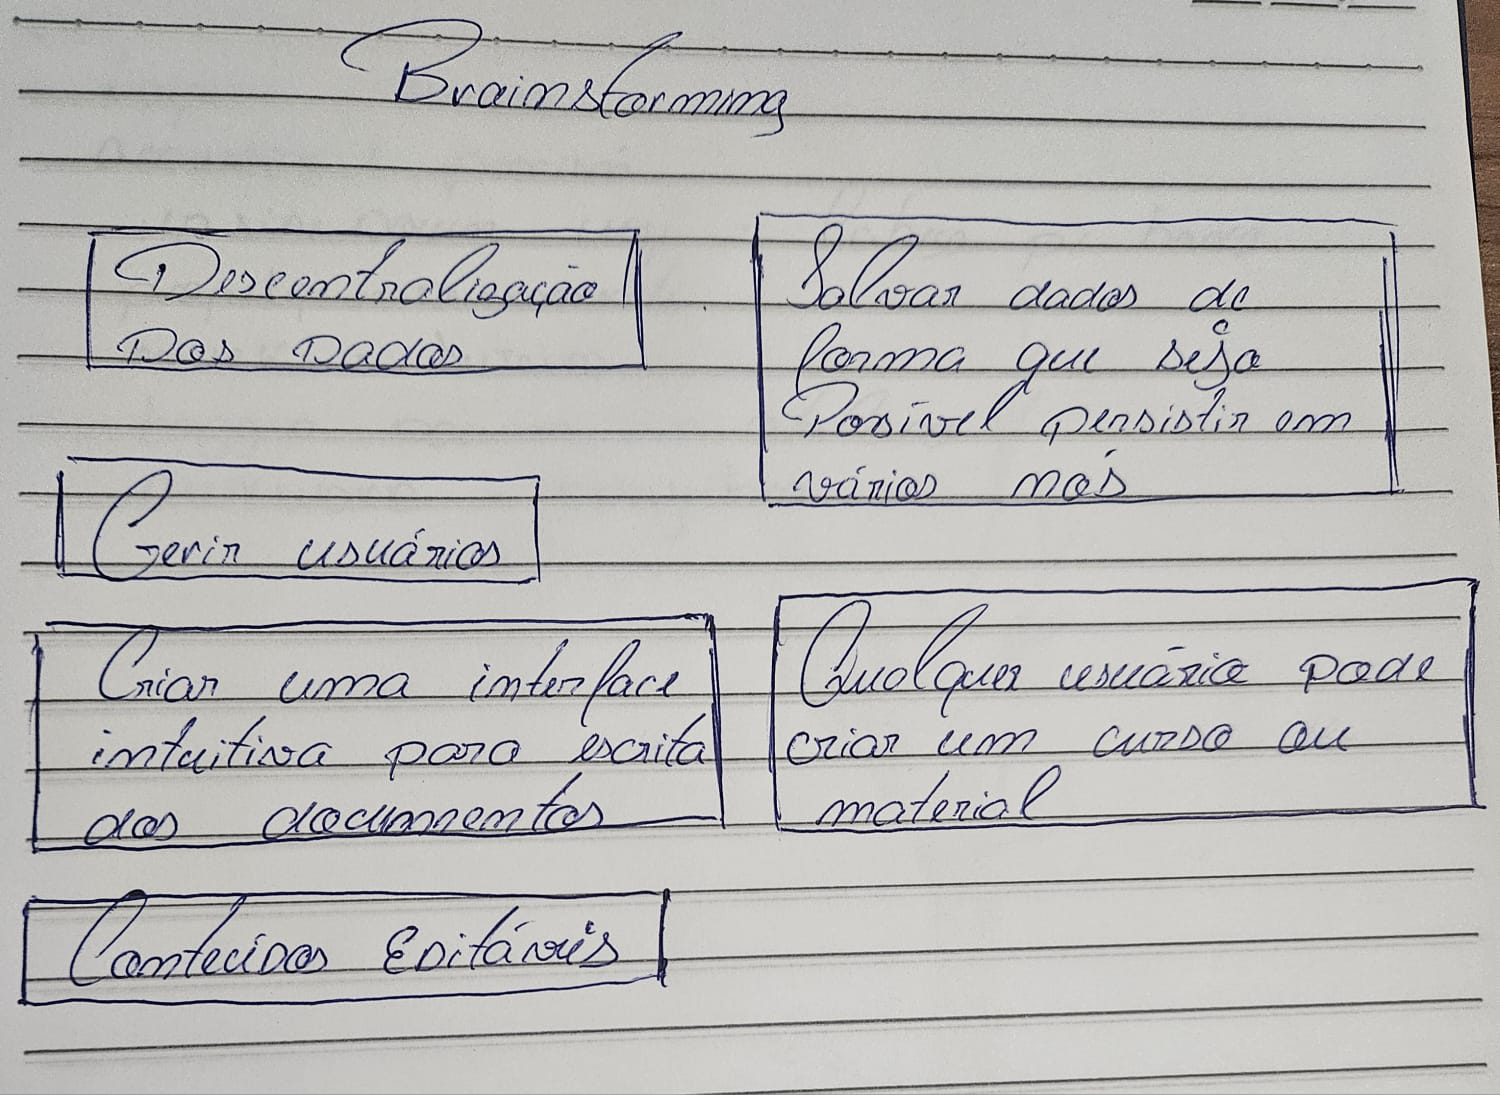 Brainstorming
Descentralização
Dos Dados
Salvar dados de
forma que seja
Possível persistir em
vários nós
Gerir usuários
Criar uma interface
intuitiva para escrita
dos documentos
Qualquer usuário pode
criar um curso ou
material
Conteúdos Editáveis